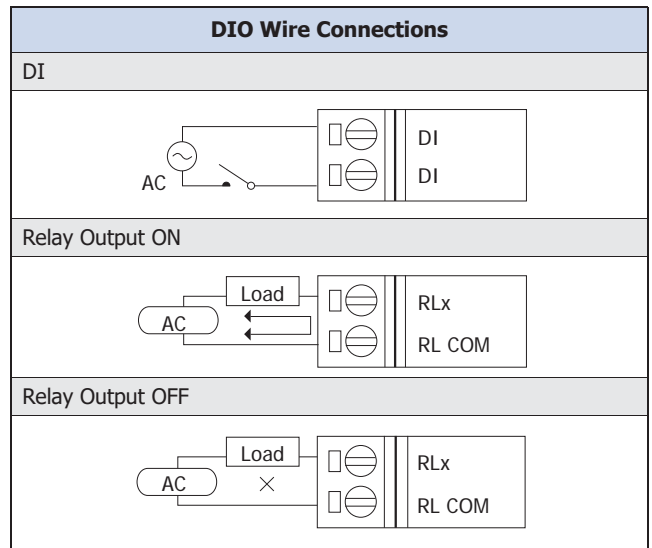 DIO Wire Connections
DI
DI
AC
DI
Relay Output ON
Load
RLx
AC
RL COM
Relay Output OFF
Load
RLx
AC
RL COM